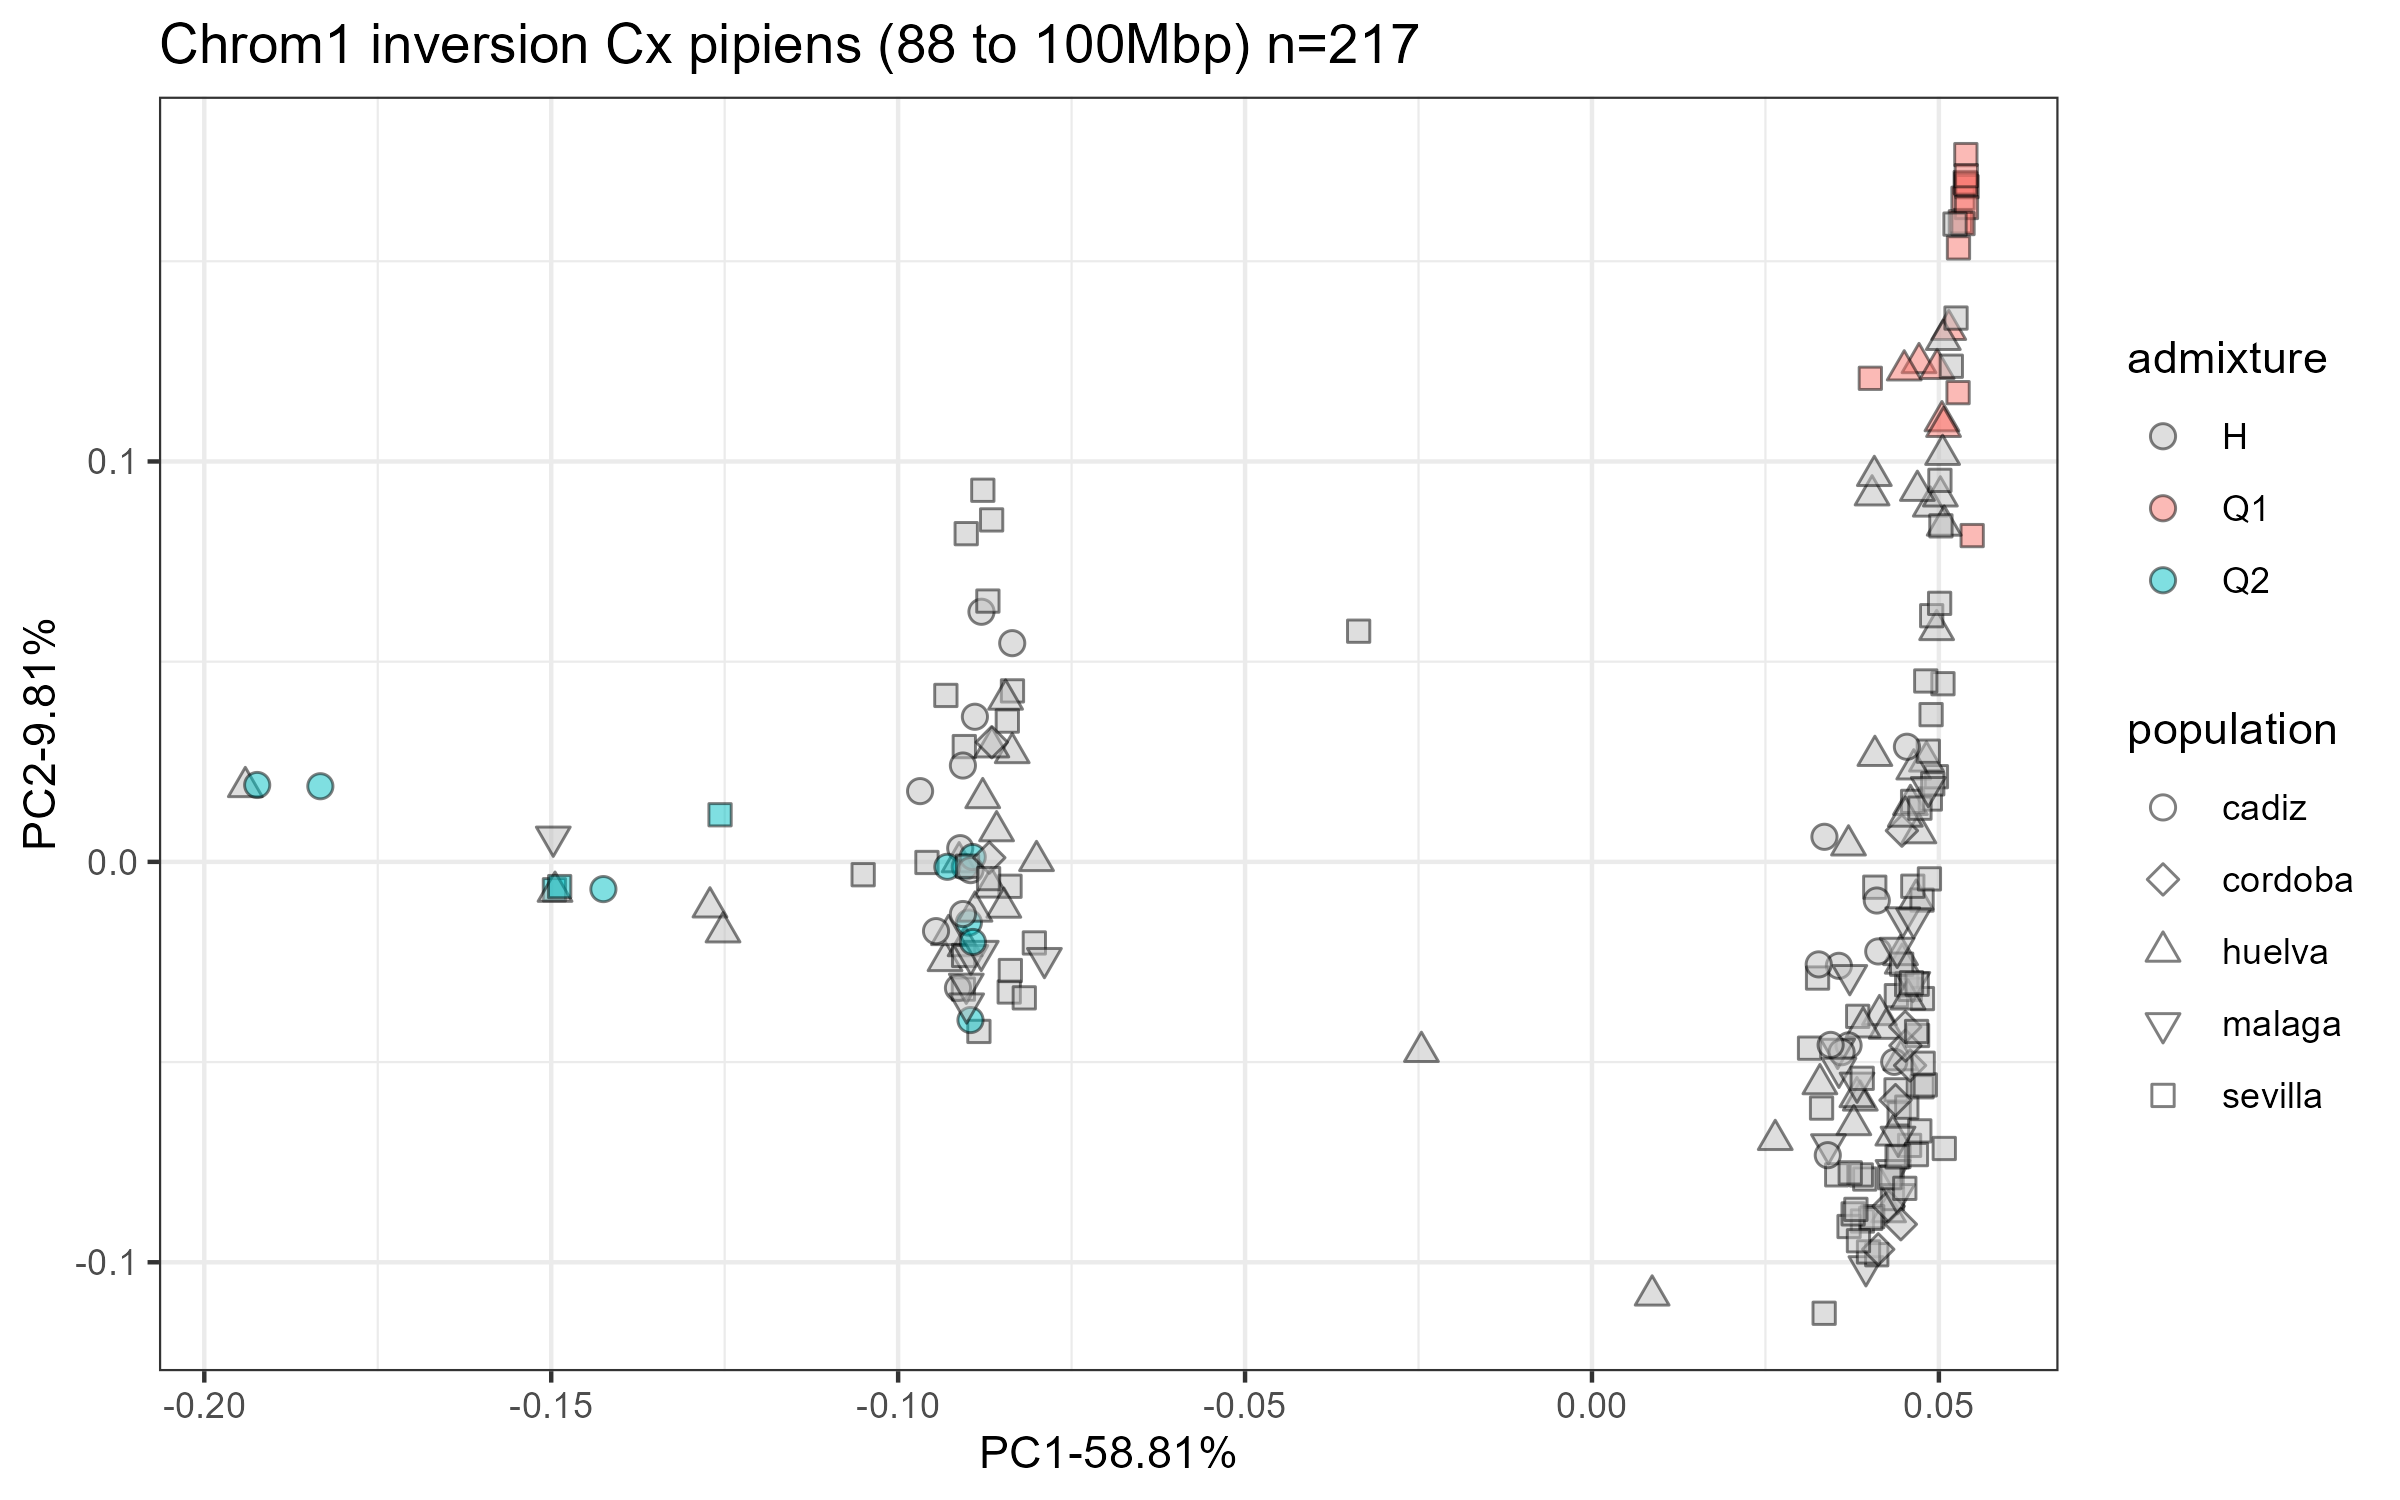 Chrom1 inversion Cx pipiens (88 to 100Mbp) n=217
PC2-9.81%
0.1
0.0
-0.1
-0.20 -0.15 -0.10 -0.05 0.00 0.05
PC1-58.81%
admixture
H
Q1
Q2
population
cadiz
cordoba
huelva
malaga
sevilla